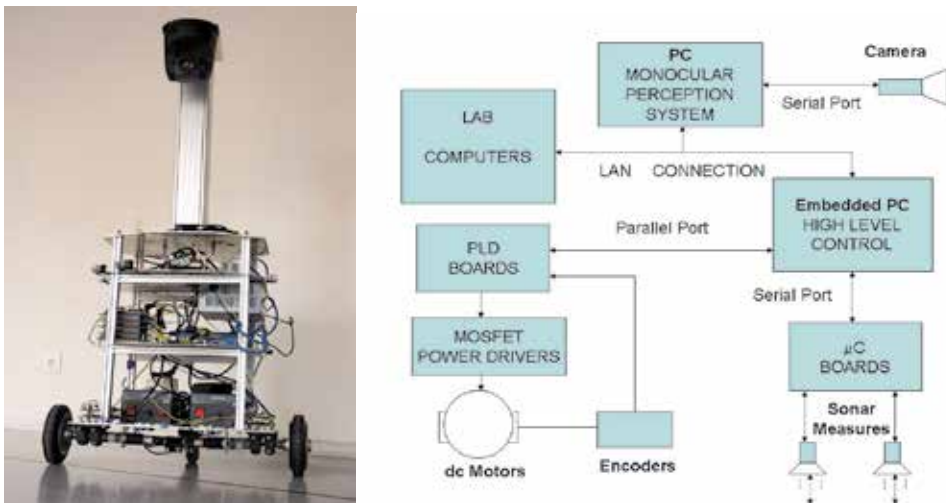 PC
MONOCULAR
PERCEPTION
SYSTEM
Camera
Serial Port
LAB
COMPUTERS
LAN CONNECTION
Embedded PC
HIGH LEVEL
CONTROL
Parallel Port
PLD
BOARDS
Serial Port
MOSFET
POWER DRIVERS
μC
BOARDS
Sonar
Measures
dc Motors
Encoders